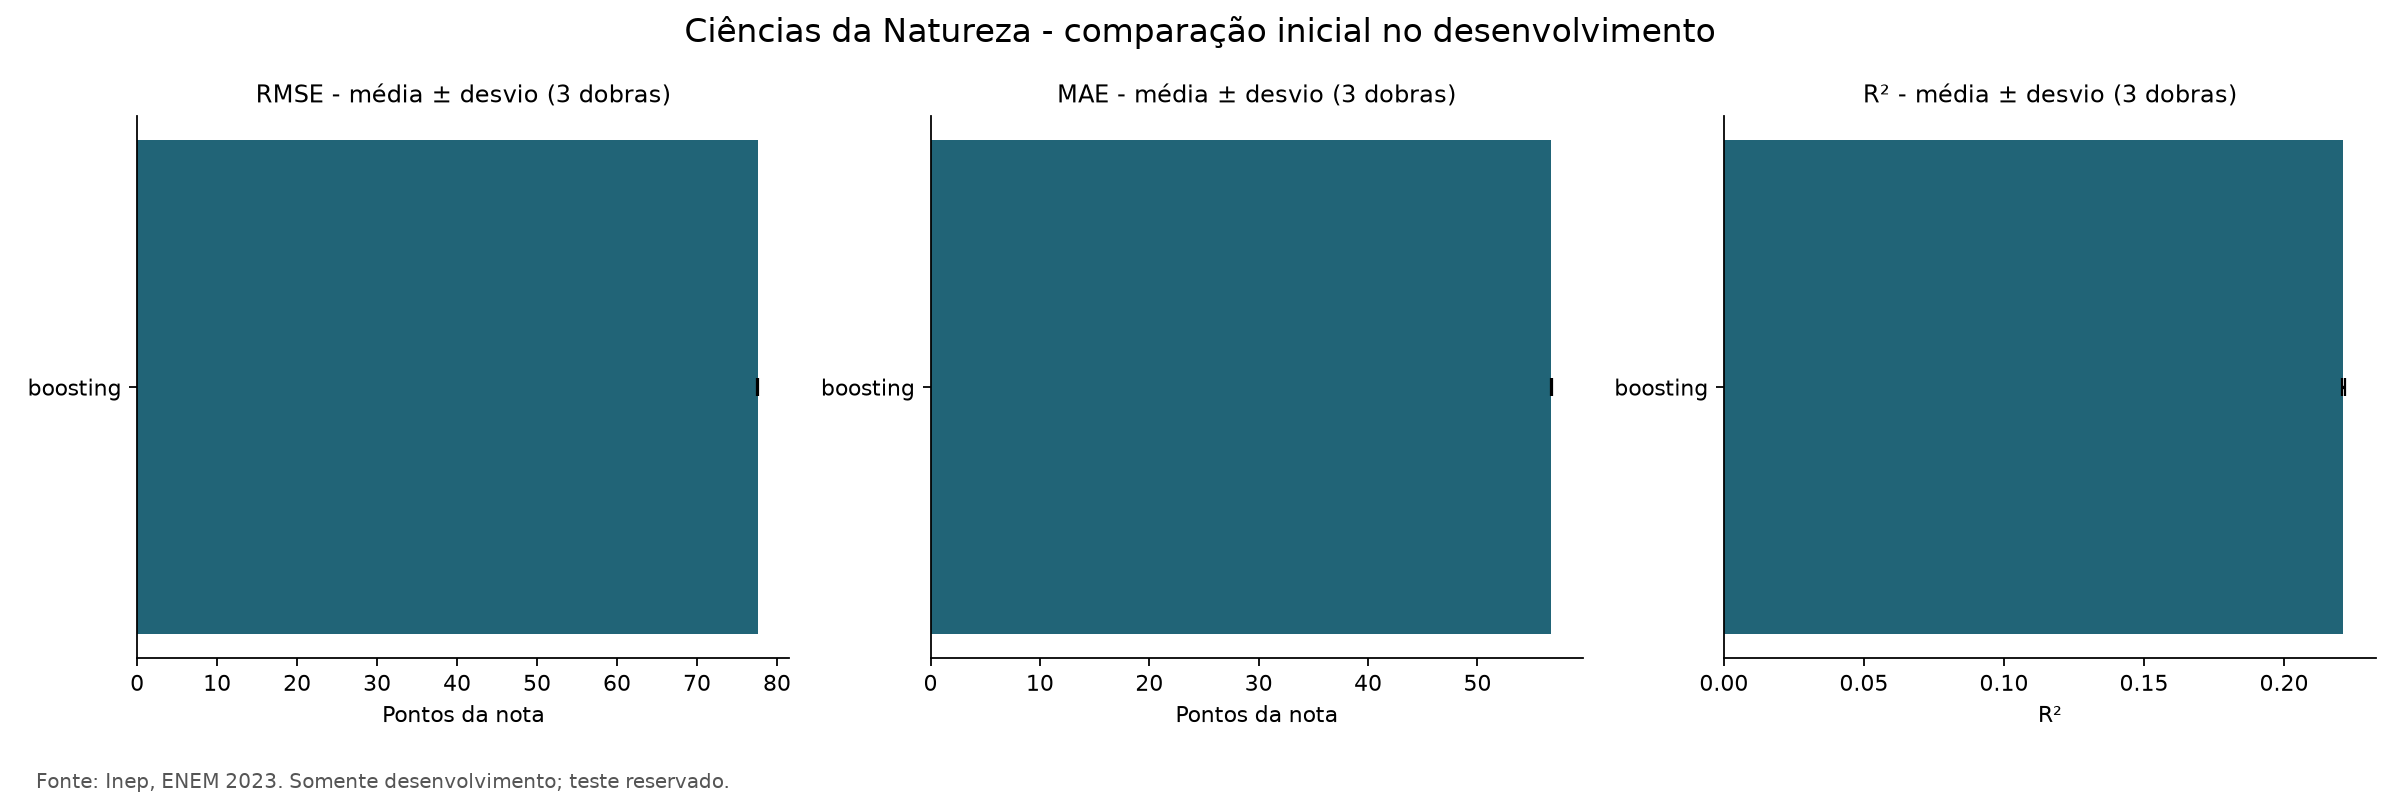 Ciências da Natureza - comparação inicial no desenvolvimento
RMSE - média ± desvio (3 dobras)
boosting
0 10 20 30 40 50 60 70 80
Pontos da nota
MAE - média ± desvio (3 dobras)
boosting
0 10 20 30 40 50
Pontos da nota
R² - média ± desvio (3 dobras)
boosting
0.00 0.05 0.10 0.15 0.20
R²
Fonte: Inep, ENEM 2023. Somente desenvolvimento; teste reservado.